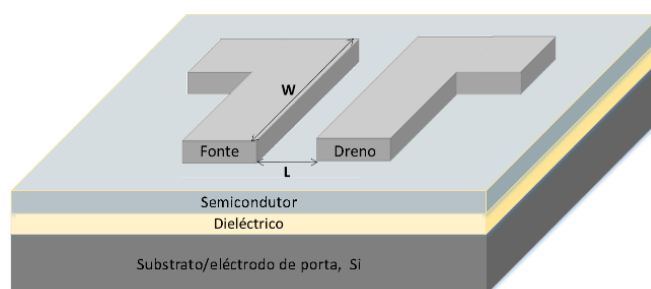 W
Fonte
Dreno
L
Semicondutor
Dieléctrico
Substrato/eléctrodo de porta, Si